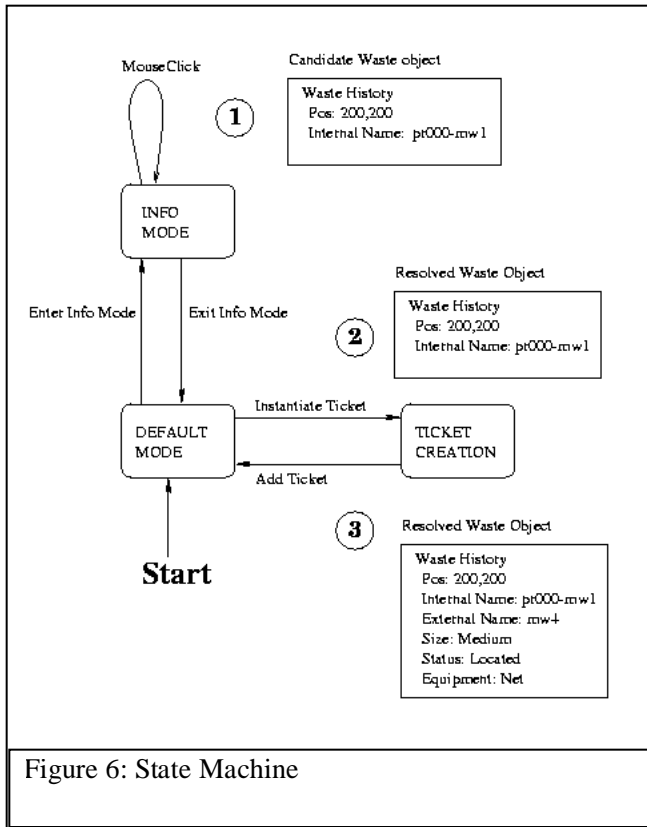 MouseClick
1
Candidate Waste object
Waste History
Pos: 200,200
Internal Name: pt000-mw1
INFO
MODE
Enter Info Mode
Exit Info Mode
2
Resolved Waste Object
Waste History
Pos: 200,200
Internal Name: pt000-mw1
DEFAULT
MODE
Instantiate Ticket
Add Ticket
TICKET
CREATION
Start
3
Resolved Waste Object
Waste History
Pos: 200,200
Internal Name: pt000-mw1
External Name: mw4
Size: Medium
Status: Located
Equipment: Net
Figure 6: State Machine